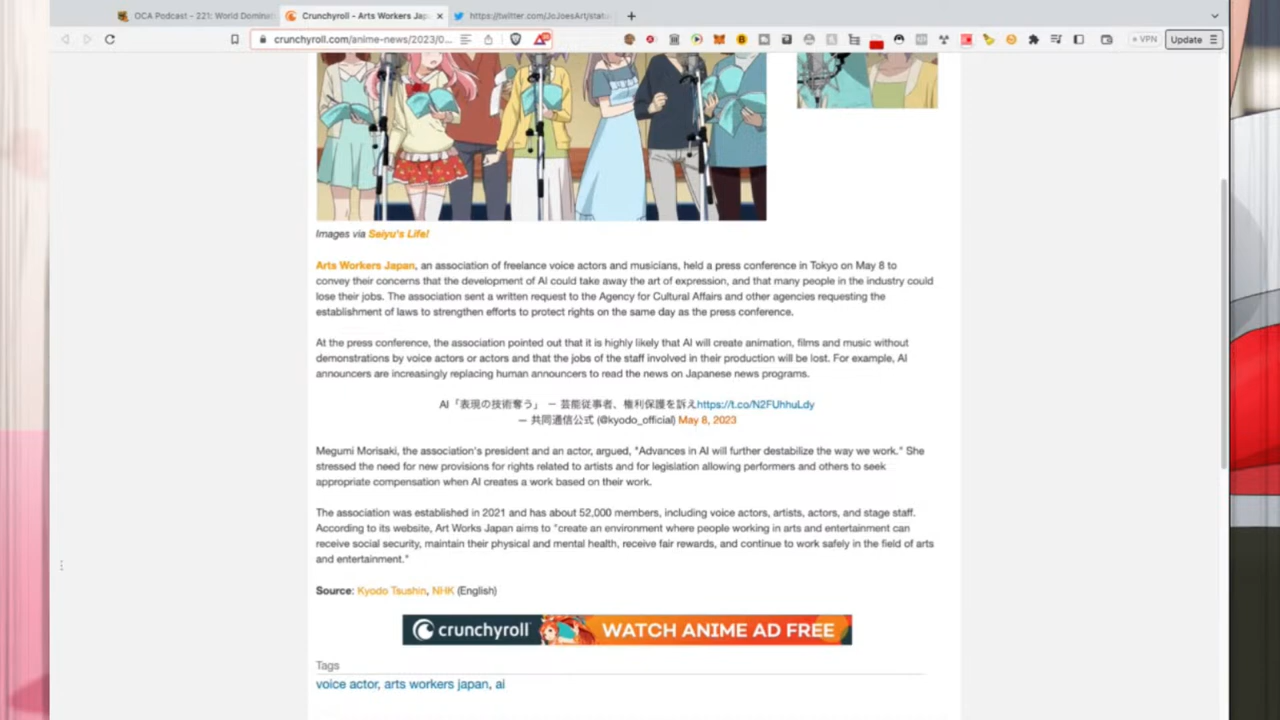 OCA Podcast - 221: World Dominat
Crunchyroll - Arts Workers Jap
https://twitter.com/JoJoesArt/statu
crunchyroll.com/anime-news/2023/0...
VPN
Update
Images via Seiyu's Life!
Arts Workers Japan, an association of freelance voice actors and musicians, held a press conference in Tokyo on May 8 to
convey their concerns that the development of AI could take away the art of expression, and that many people in the industry could
lose their jobs. The association sent a written request to the Agency for Cultural Affairs and other agencies requesting the
establishment of laws to strengthen efforts to protect rights on the same day as the press conference.
At the press conference, the association pointed out that it is highly likely that AI will create animation, films and music without
demonstrations by voice actors or actors and that the jobs of the staff involved in their production will be lost. For example, AI
announcers are increasingly replacing human announcers to read the news on Japanese news programs.
AI「表現の技術奪う」 ─ 芸能従事者、権利保護を訴えhttps://t.co/N2FUhhuLdy
— 共同通信公式 (@kyodo_official) May 8, 2023
Megumi Morisaki, the association's president and an actor, argued, "Advances in AI will further destabilize the way we work." She
stressed the need for new provisions for rights related to artists and for legislation allowing performers and others to seek
appropriate compensation when AI creates a work based on their work.
The association was established in 2021 and has about 52,000 members, including voice actors, artists, actors, and stage staff.
According to its website, Art Works Japan aims to "create an environment where people working in arts and entertainment can
receive social security, maintain their physical and mental health, receive fair rewards, and continue to work safely in the field of arts
and entertainment."
Source: Kyodo Tsushin, NHK (English)
crunchyroll WATCH ANIME AD FREE
Tags
voice actor, arts workers japan, ai